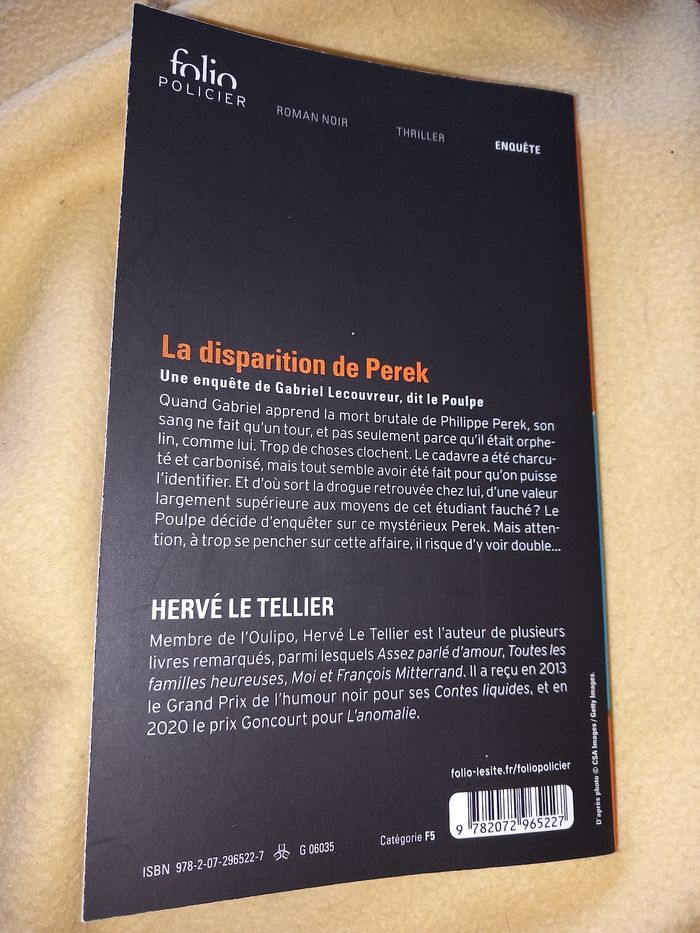 folio
POLICIER
ROMAN NOIR
THRILLER
ENQUÊTE
La disparition de Perek
Une enquête de Gabriel Lecouvreur, dit le Poulpe
Quand Gabriel apprend la mort brutale de Philippe Perek, son
sang ne fait qu'un tour, et pas seulement parce qu'il était orphe-
lin, comme lui. Trop de choses clochent. Le cadavre a été charcu-
té et carbonisé, mais tout semble avoir été fait pour qu'on puisse
l'identifier. Et d'où sort la drogue retrouvée chez lui, d'une valeur
largement supérieure aux moyens de cet étudiant fauché ? Le
Poulpe décide d'enquêter sur ce mystérieux Perek. Mais atten-
tion, à trop se pencher sur cette affaire, il risque d'y voir double...
HERVÉ LE TELLIER
Membre de l'Oulipo, Hervé Le Tellier est l'auteur de plusieurs
livres remarqués, parmi lesquels Assez parlé d'amour, Toutes les
familles heureuses, Moi et François Mitterrand. Il a reçu en 2013
le Grand Prix de l'humour noir pour ses Contes liquides, et en
2020 le prix Goncourt pour L'anomalie.
folio-lesite.fr/foliopolicier
9 782072 965227
ISBN 978-2-07-296522-7
G 06035
Catégorie F5
D'après photo © CSA Images / Getty Images.